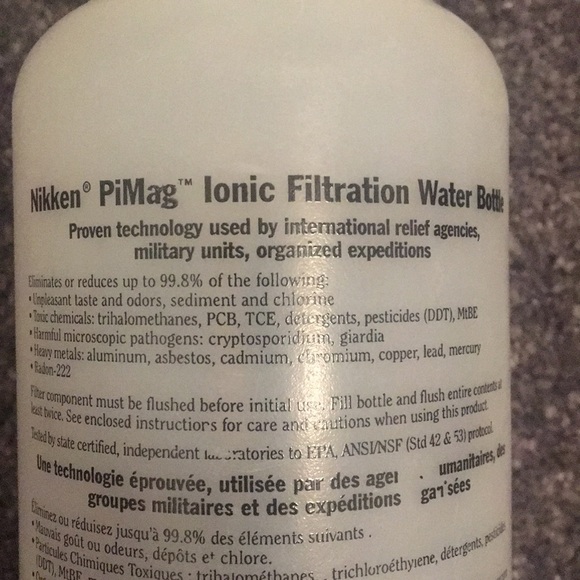 Nikken® PiMag™ Ionic Filtration Water Bottle
Proven technology used by international relief agencies,
military units, organized expeditions
Eliminates or reduces up to 99.8% of the following:
• Unpleasant taste and odors, sediment and chlorine
• Toxic chemicals: trihalomethanes, PCB, TCE, detergents, pesticides (DDT), MtBE
• Harmful microscopic pathogens: cryptosporidium, giardia
• Heavy metals: aluminum, asbestos, cadmium, chromium, copper, lead, mercury
• Radon-222
Filter component must be flushed before initial use. Fill bottle and flush entire contents at
least twice. See enclosed instructions for care and cautions when using this product.
Tested by state certified, independent laboratories to EPA, ANSI/NSF (Std 42 & 53) protocol.
Une technologie éprouvée, utilisée par des agen umanitaires, des
groupes militaires et des expéditions ganisées
Éliminez ou réduisez jusqu'à 99.8% des éléments suivants .
• Mauvais goût ou odeurs, dépôts et chlore.
• Particules Chimiques Toxiques : trihalométhanes trichloroéthylène, détergents, pesticides
(DDT), MtBE